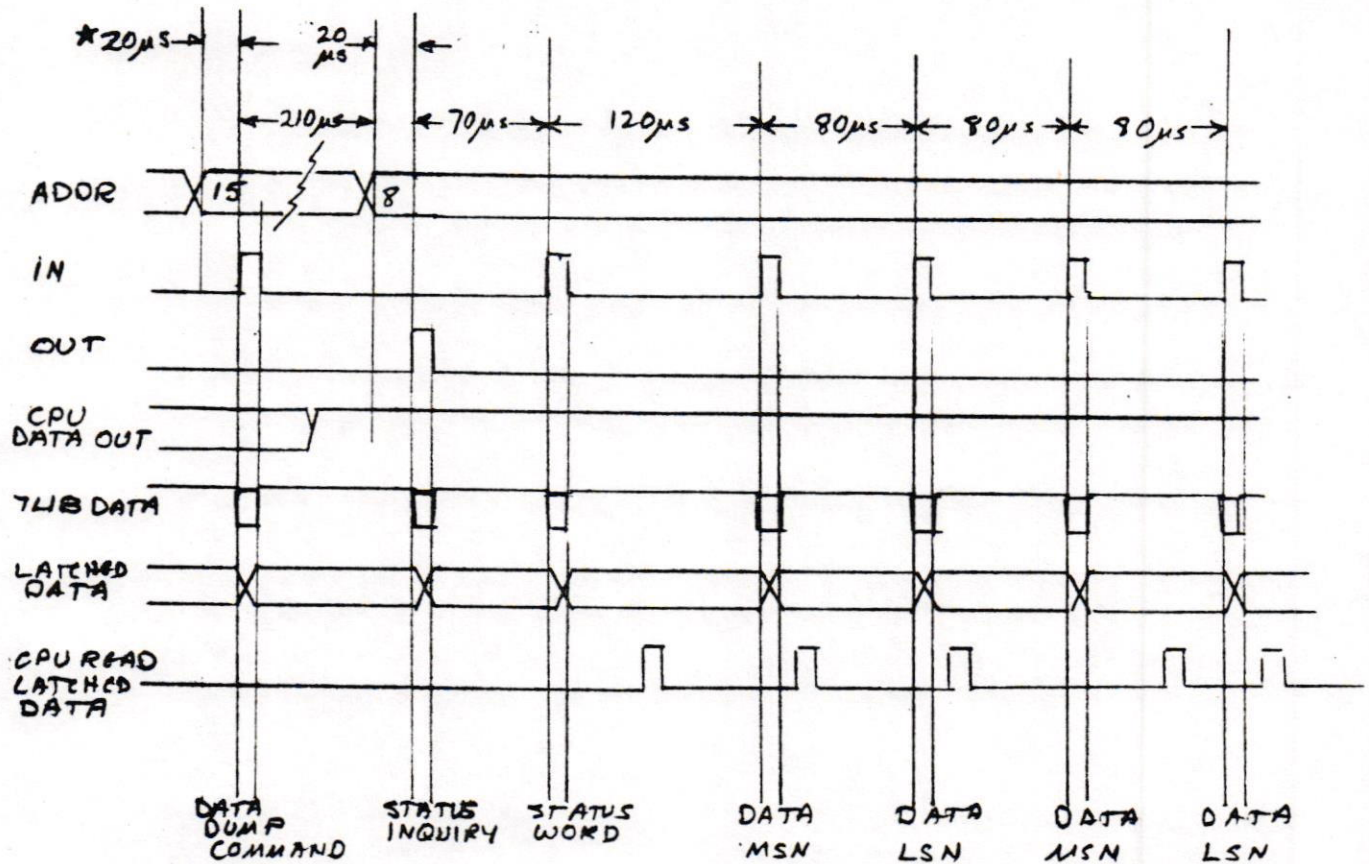 *20µs
20
µs
210µs
70µs
120µs
80µs
80µs
80µs
ADDR
15
8
IN
OUT
CPU
DATA OUT
DATA
LATCHED
DATA
CPU READ
LATCHED
DATA
DATA
DUMP
COMMAND
STATUS
INQUIRY
STATUS
WORD
DATA
MSN
DATA
LSN
DATA
MSN
DATA
LSN